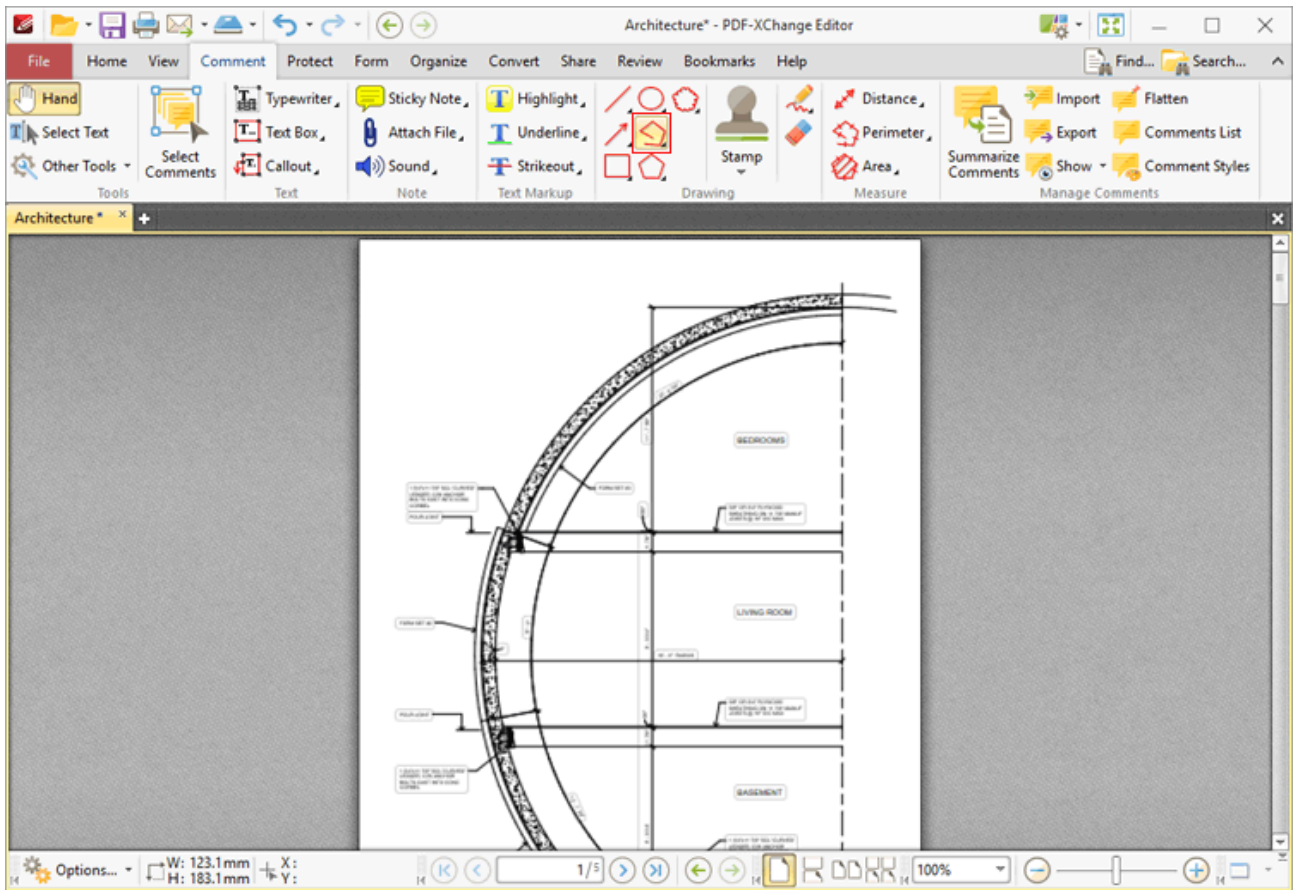 Architecture* - PDF-XChange Editor
File Home View Comment Protect Form Organize Convert Share Review Bookmarks Help Find... Search...
Hand
Select Text
Other Tools
Tools
Select Comments
Typewriter
Text Box
Callout
Text
Sticky Note
Attach File
Sound
Note
Highlight
Underline
Strikeout
Text Markup
Drawing
Stamp
Distance
Perimeter
Area
Measure
Summarize Comments
Import
Export
Show
Flatten
Comments List
Comment Styles
Manage Comments
Architecture *
BEDROOMS
LIVING ROOM
BASEMENT
Options...
W: 123.1mm
H: 183.1mm
X:
Y:
1/5
100%